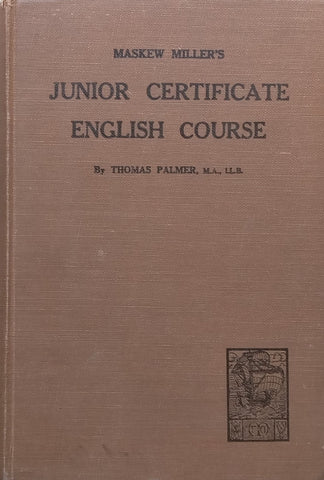 MASKEW MILLER'S
JUNIOR CERTIFICATE
ENGLISH COURSE
By THOMAS PALMER, M.A., LL.B.